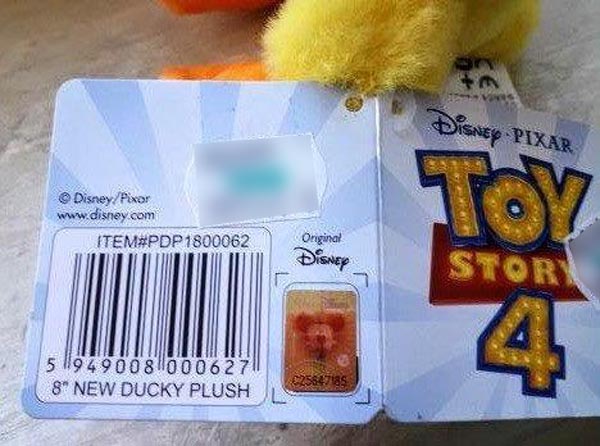 © Disney/Pixar
www.disney.com
ITEM#PDP1800062
5 949008 000627
8" NEW DUCKY PLUSH
Original
Disney
C25647185
Disney · PIXAR
TOY
STORY
4